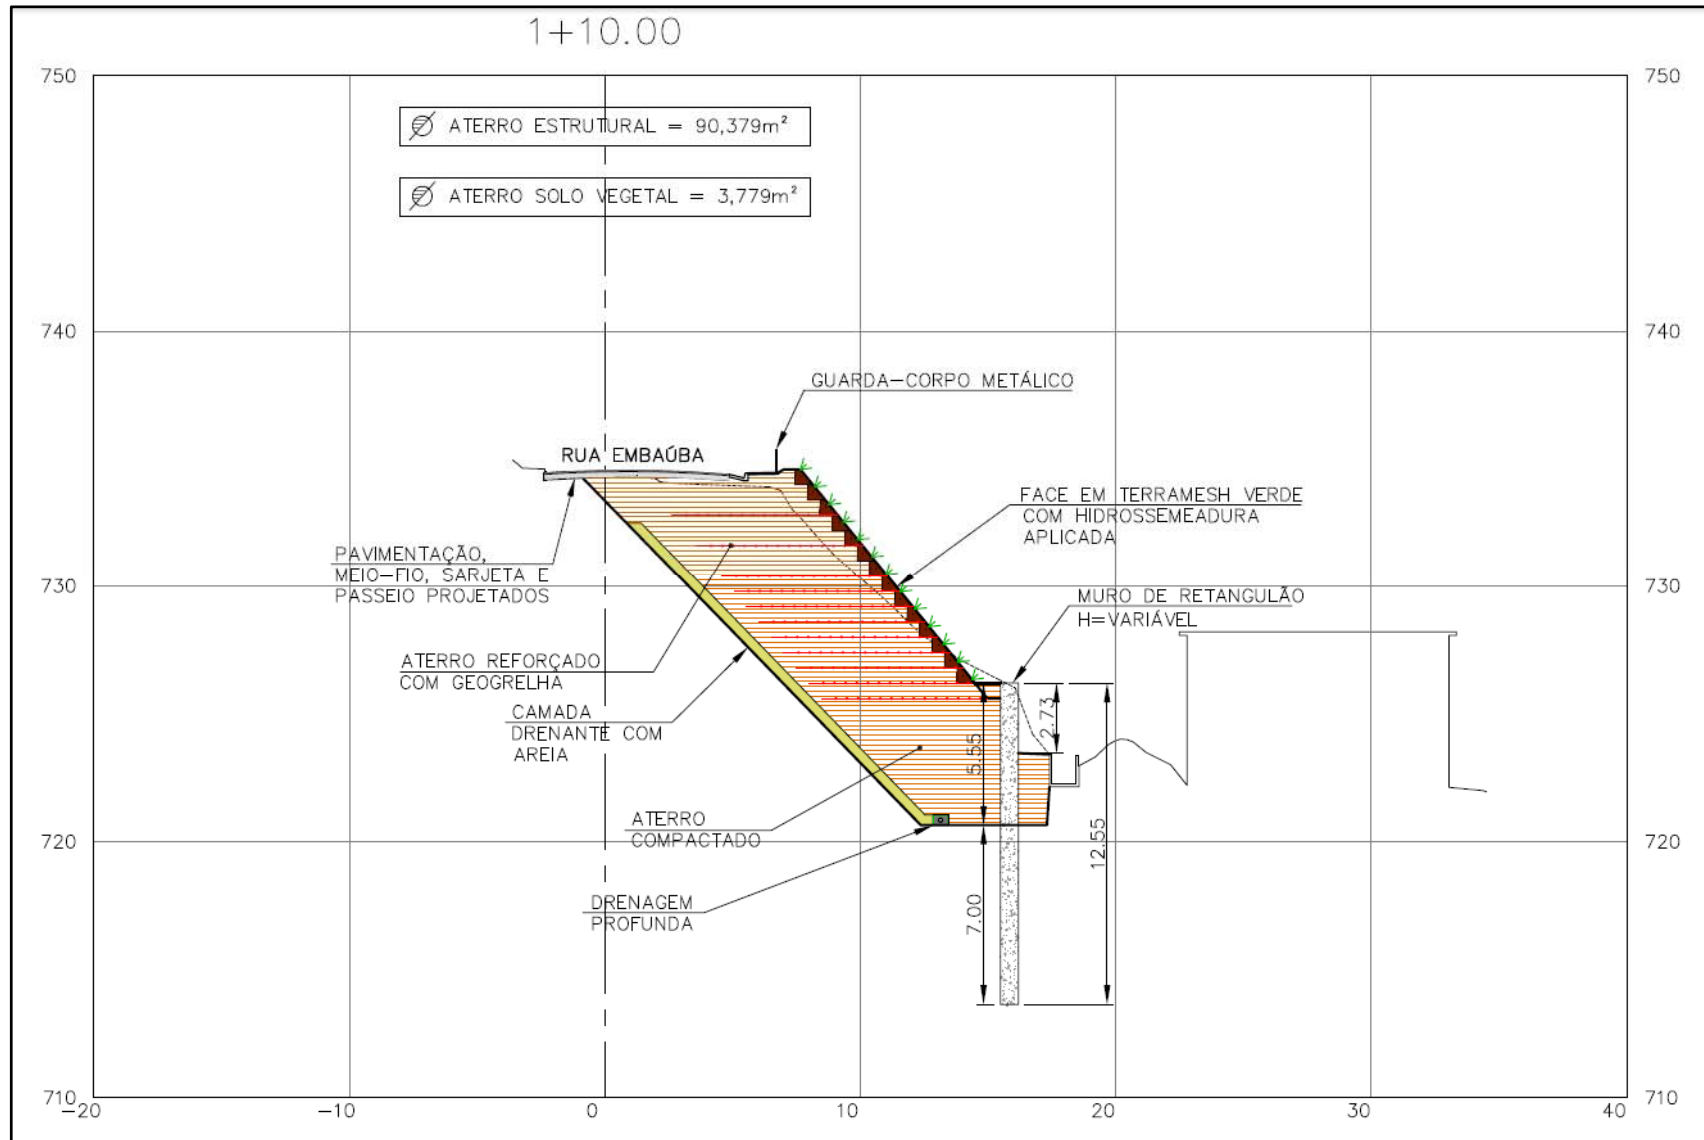 1+10.00
750
750
ATERRO ESTRUTURAL = 90,379m²
ATERRO SOLO VEGETAL = 3,779m²
740
740
GUARDA-CORPO METÁLICO
RUA EMBAÚBA
FACE EM TERRAMESH VERDE
COM HIDROSSEMEADURA
APLICADA
PAVIMENTAÇÃO,
MEIO-FIO, SARJETA E
PASSEIO PROJETADOS
730
730
MURO DE RETANGULÃO
H=VARIÁVEL
ATERRO REFORÇADO
COM GEOGRELHA
CAMADA
DRENANTE COM
AREIA
2.73
5.55
ATERRO
COMPACTADO
720
720
12.55
DRENAGEM
PROFUNDA
7.00
710
710
-20
-10
0
10
20
30
40